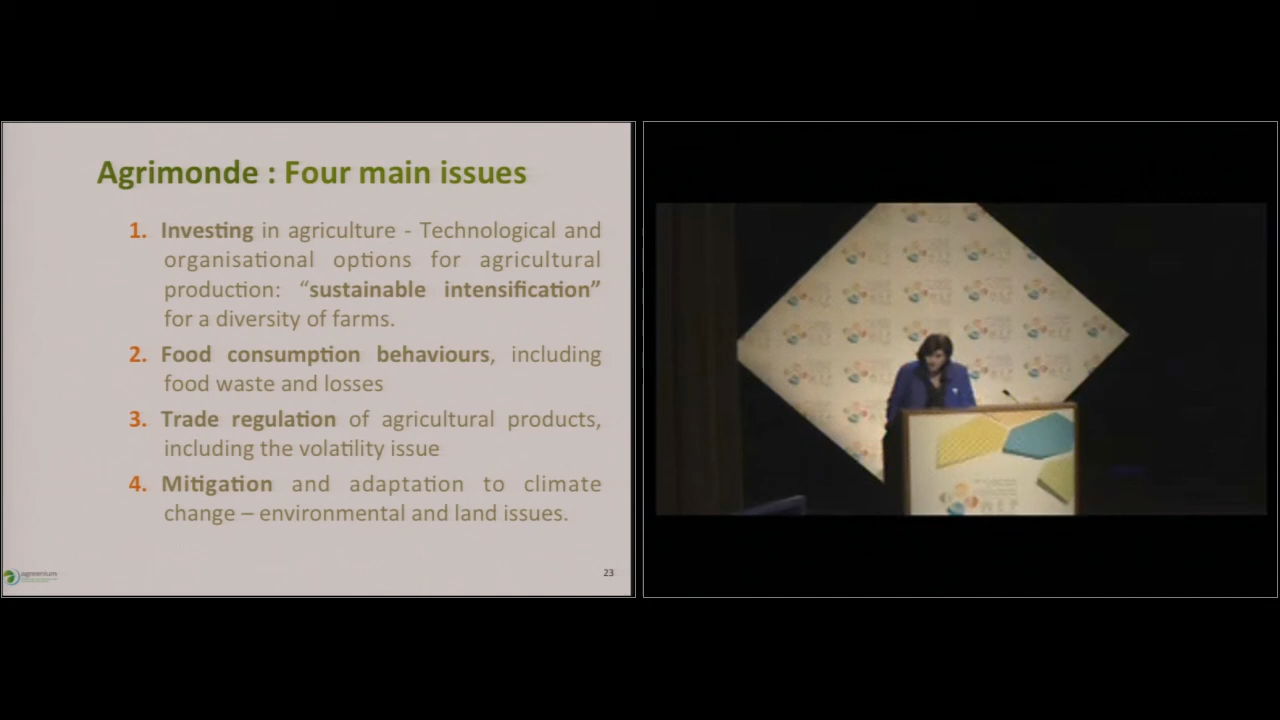 Agrimonde : Four main issues
1. Investing in agriculture - Technological and
organisational options for agricultural
production: “sustainable intensification”
for a diversity of farms.
2. Food consumption behaviours, including
food waste and losses
3. Trade regulation of agricultural products,
including the volatility issue
4. Mitigation and adaptation to climate
change – environmental and land issues.
agreenium
23